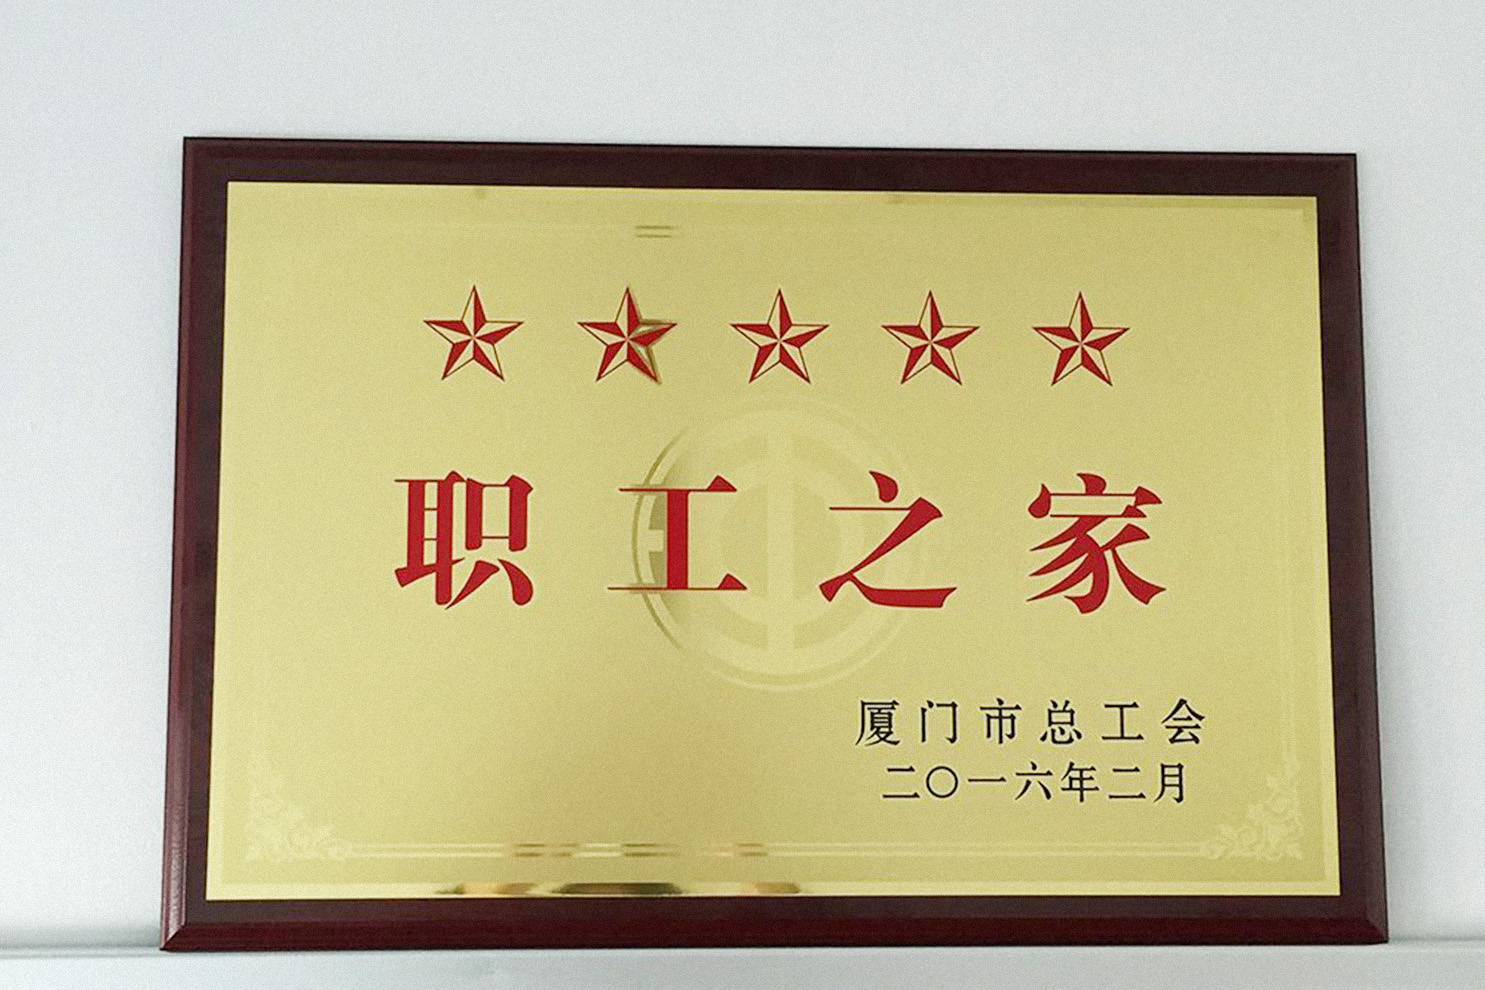 职工之家
厦门市总工会
二〇一六年二月